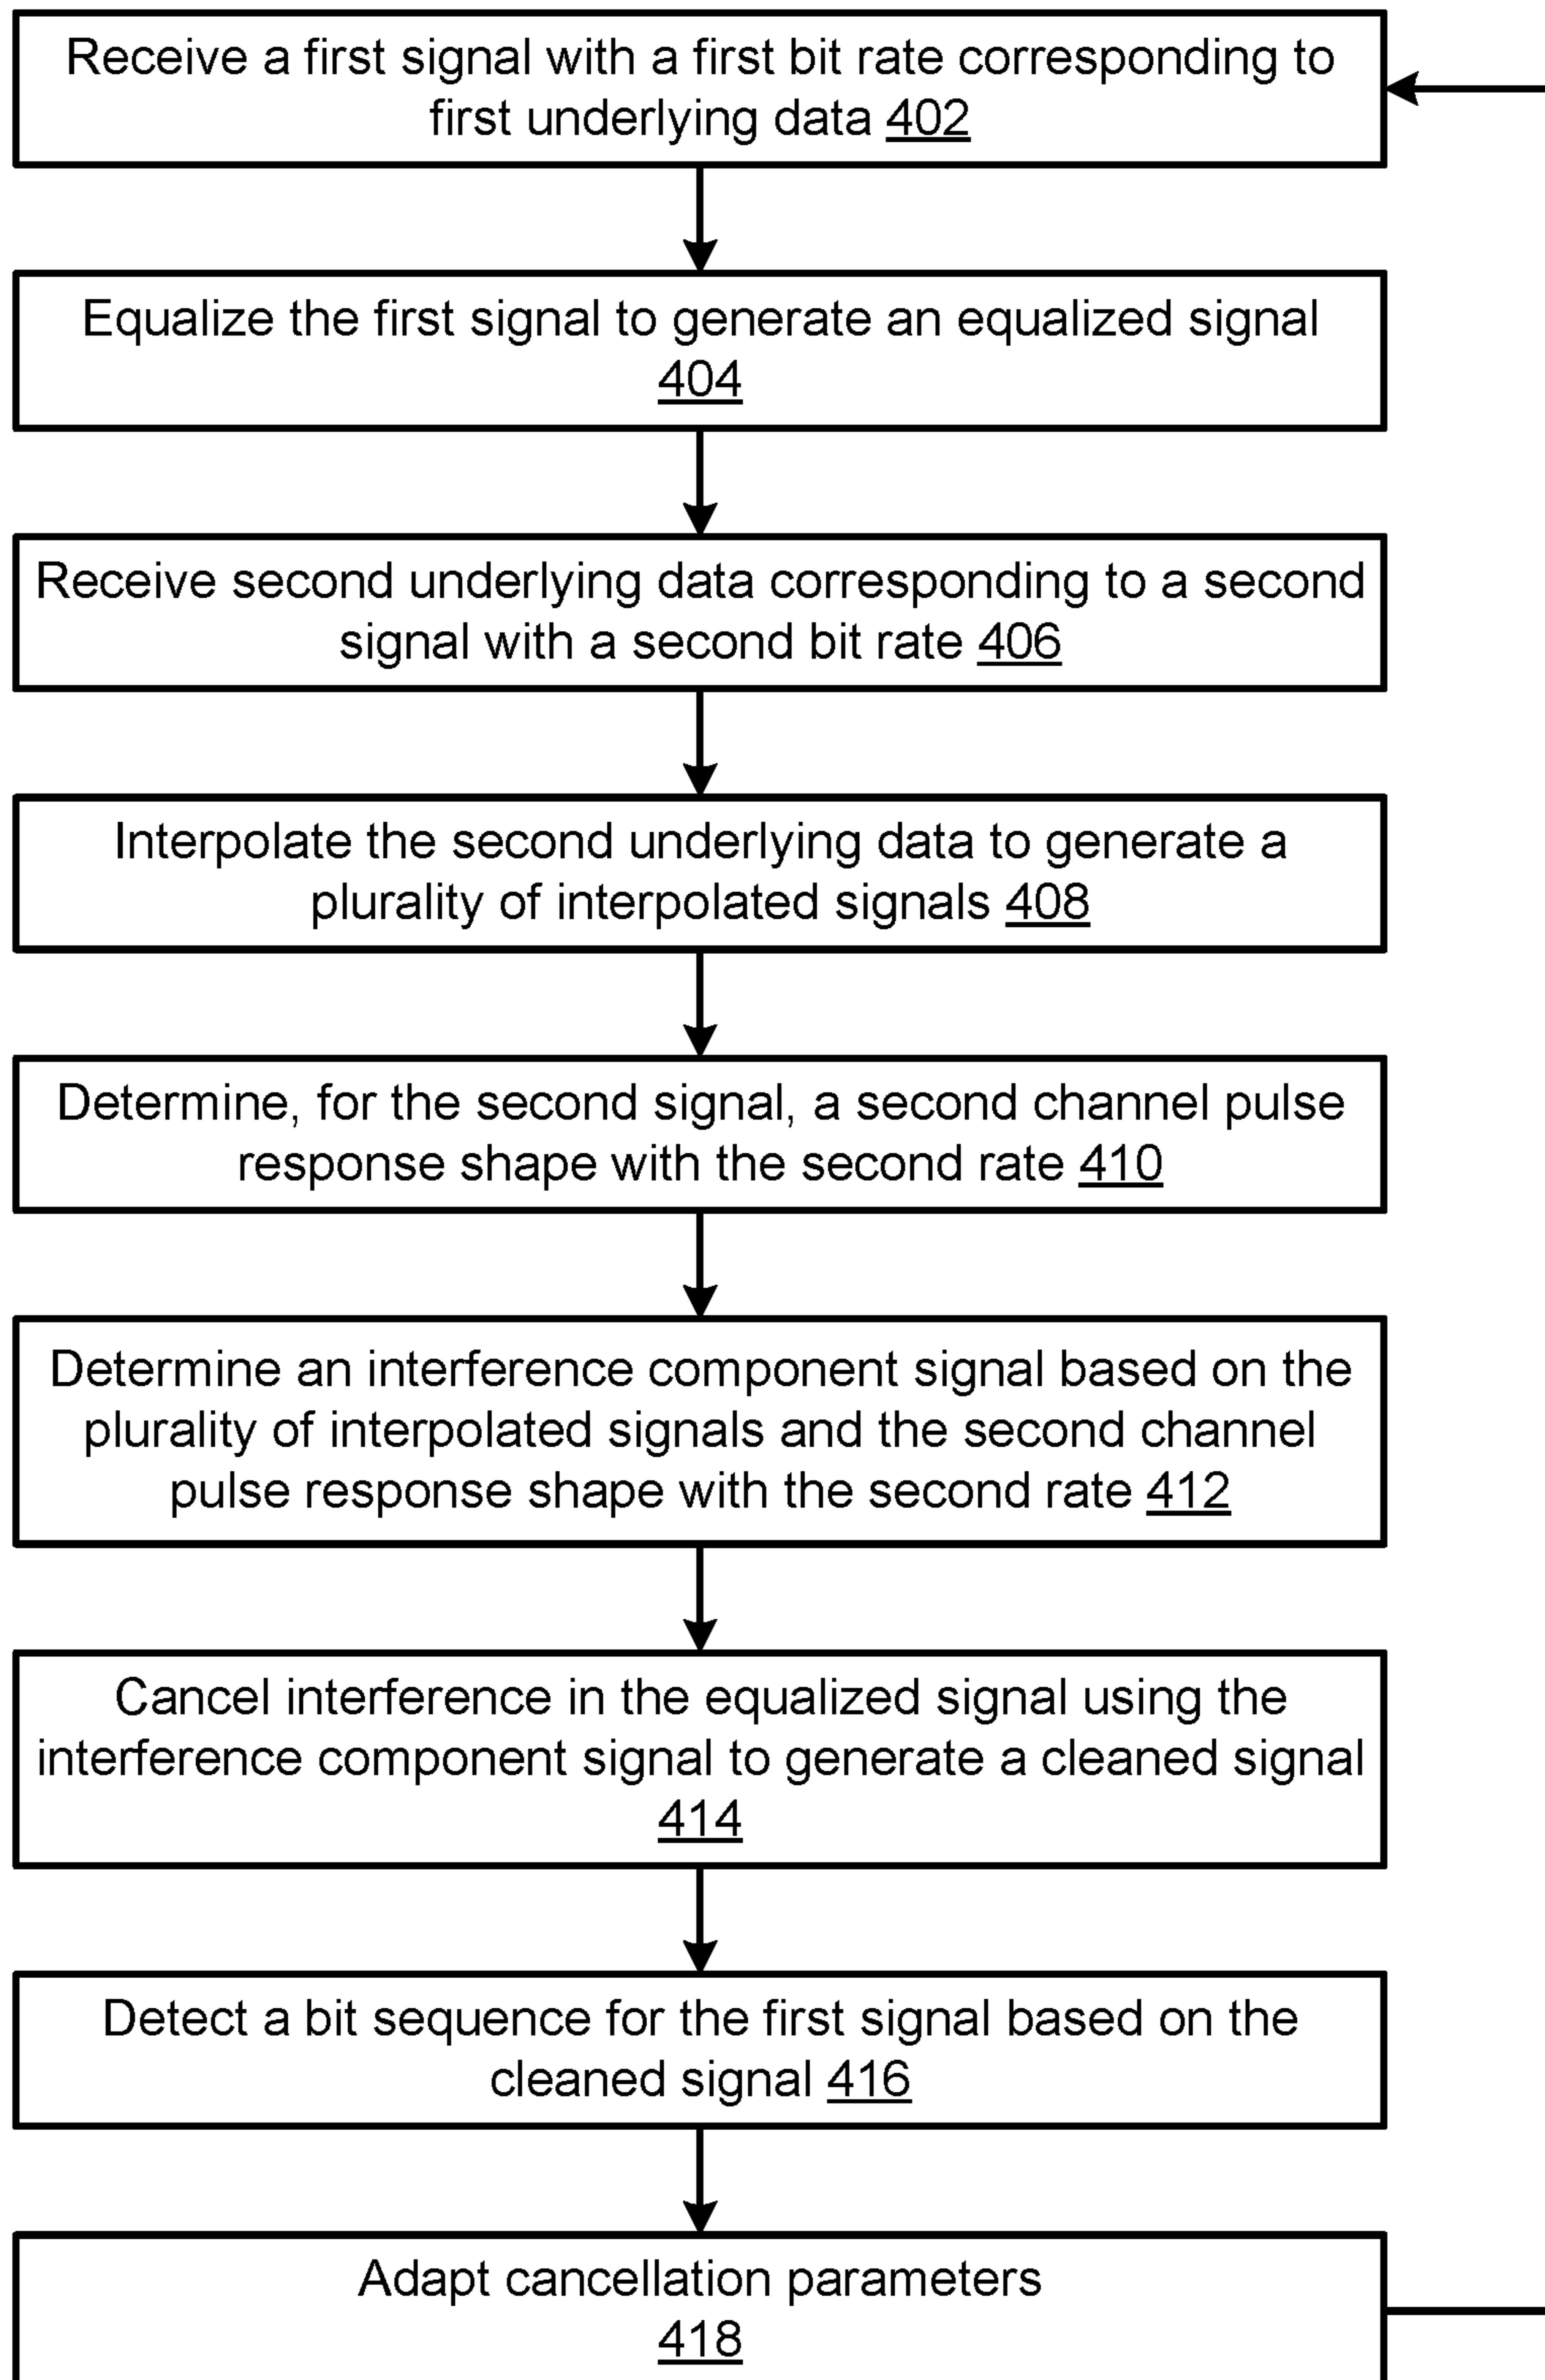 Receive a first signal with a first bit rate corresponding to
first underlying data 402
Equalize the first signal to generate an equalized signal
404
Receive second underlying data corresponding to a second
signal with a second bit rate 406
Interpolate the second underlying data to generate a
plurality of interpolated signals 408
Determine, for the second signal, a second channel pulse
response shape with the second rate 410
Determine an interference component signal based on the
plurality of interpolated signals and the second channel
pulse response shape with the second rate 412
Cancel interference in the equalized signal using the
interference component signal to generate a cleaned signal
414
Detect a bit sequence for the first signal based on the
cleaned signal 416
Adapt cancellation parameters
418